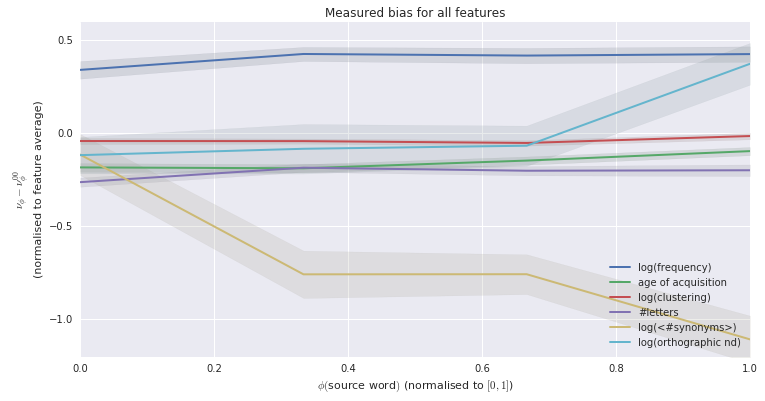 Measured bias for all features
0.5
0.0
−0.5
−1.0
ν_φ − ν_φ^00
(normalised to feature average)
log(frequency)
age of acquisition
log(clustering)
#letters
log(<#synonyms>)
log(orthographic nd)
0.0 0.2 0.4 0.6 0.8 1.0
ϕ(source word) (normalised to [0, 1])